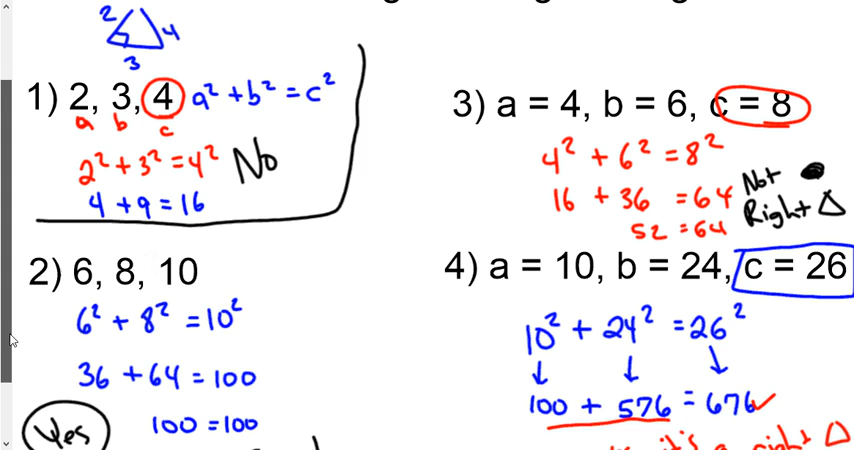 2 4
3
1) 2, 3, 4 a² + b² = c²
a b c
2² + 3² = 4² No
4 + 9 = 16
2) 6, 8, 10
6² + 8² = 10²
36 + 64 = 100
Yes 100 = 100
3) a = 4, b = 6, c = 8
4² + 6² = 8²
16 + 36 = 64 Not
Right △
52 = 64
4) a = 10, b = 24, c = 26
10² + 24² = 26²
↓ ↓ ↓
100 + 576 = 676 ✓
it's a right △